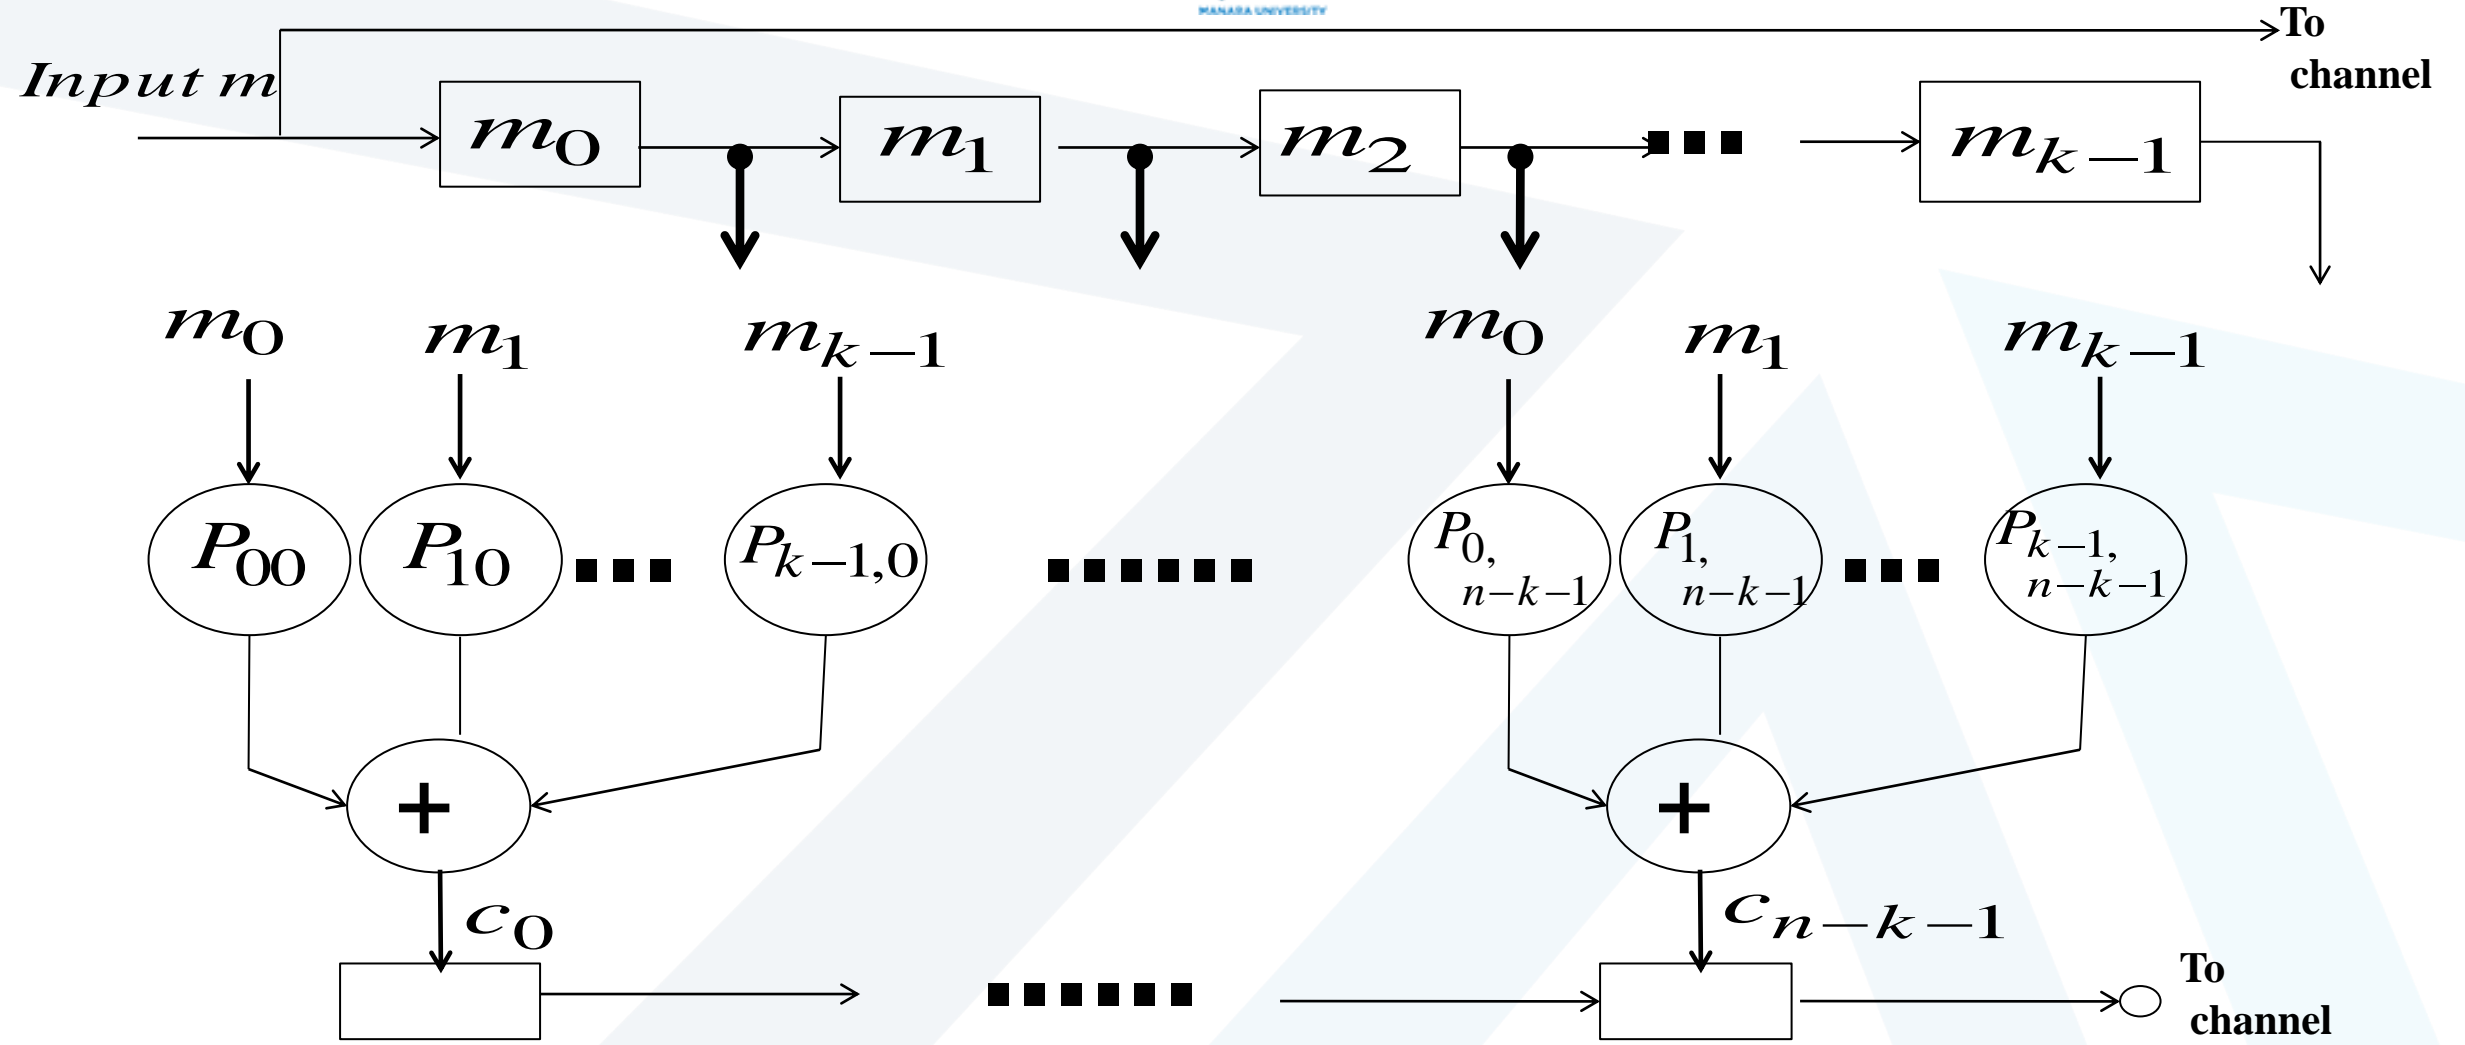 MANARA UNIVERSITY
To
channel
Input m
m₀ m₁ m₂ mₖ₋₁
m₀ m₁ mₖ₋₁ m₀ m₁ mₖ₋₁
P₀₀ P₁₀ Pₖ₋₁,₀ P₀,ₙ₋ₖ₋₁ P₁,ₙ₋ₖ₋₁ Pₖ₋₁,ₙ₋ₖ₋₁
+ +
c₀ cₙ₋ₖ₋₁
To
channel